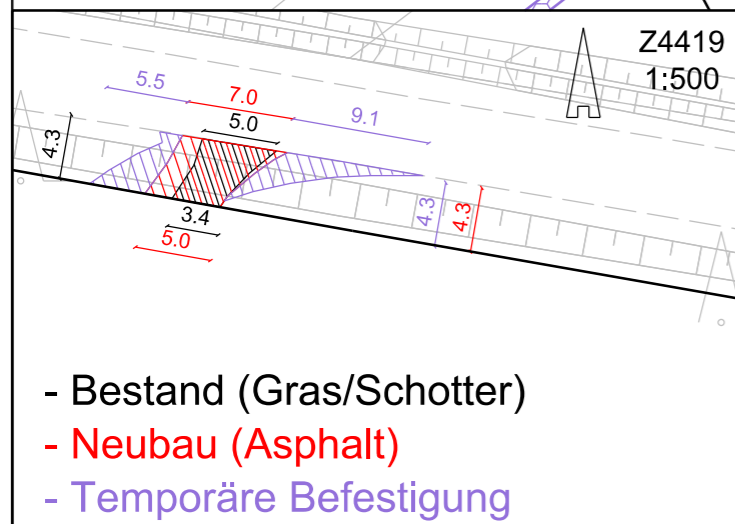 Z4419
1:500
5.5
7.0
9.1
5.0
4.3
3.4
5.0
4.3
4.3
- Bestand (Gras/Schotter)
- Neubau (Asphalt)
- Temporäre Befestigung